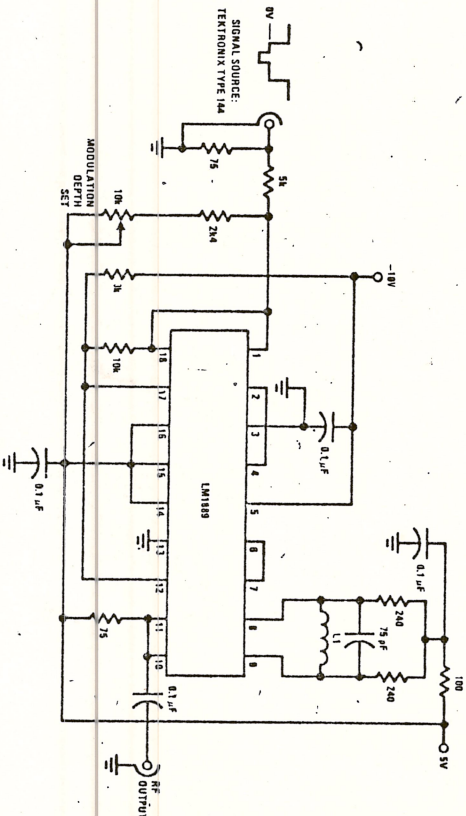 0V
SIGNAL SOURCE:
TEKTRONIX TYPE 144
75
5k
MODULATION
DEPTH
SET
10k
2k4
-10V
10k
18
17
16
15
14
13
12
11
10
LM1889
1
2
3
4
5
6
7
8
9
0.1 µF
0.1 µF
0.1 µF
0.1 µF
75
240
75 pF
L1
240
100
5V
RF
OUTPUT